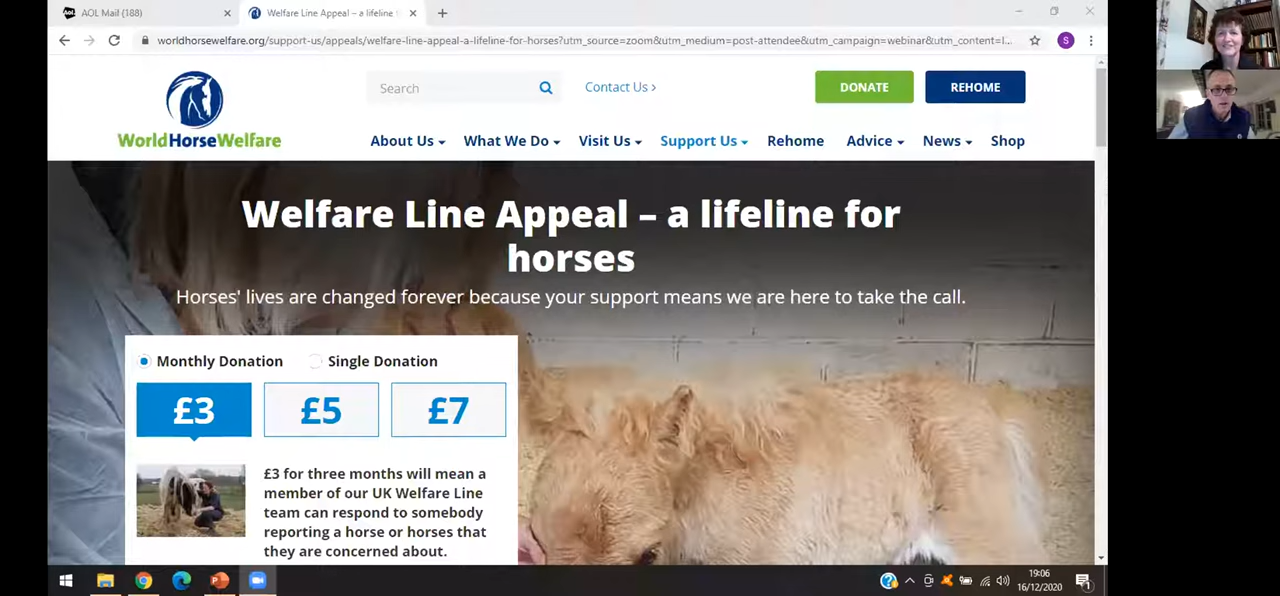 AOL Mail (188)
Welfare Line Appeal – a lifeline f
worldhorsewelfare.org/support-us/appeals/welfare-line-appeal-a-lifeline-for-horses?utm_source=zoom&utm_medium=post-attendee&utm_campaign=webinar&utm_content=l...
S
WorldHorseWelfare
Search
Contact Us ›
DONATE
REHOME
About Us
What We Do
Visit Us
Support Us
Rehome
Advice
News
Shop
Welfare Line Appeal – a lifeline for
horses
Horses' lives are changed forever because your support means we are here to take the call.
Monthly Donation
Single Donation
£3
£5
£7
£3 for three months will mean a
member of our UK Welfare Line
team can respond to somebody
reporting a horse or horses that
they are concerned about.
19:06
16/12/2020